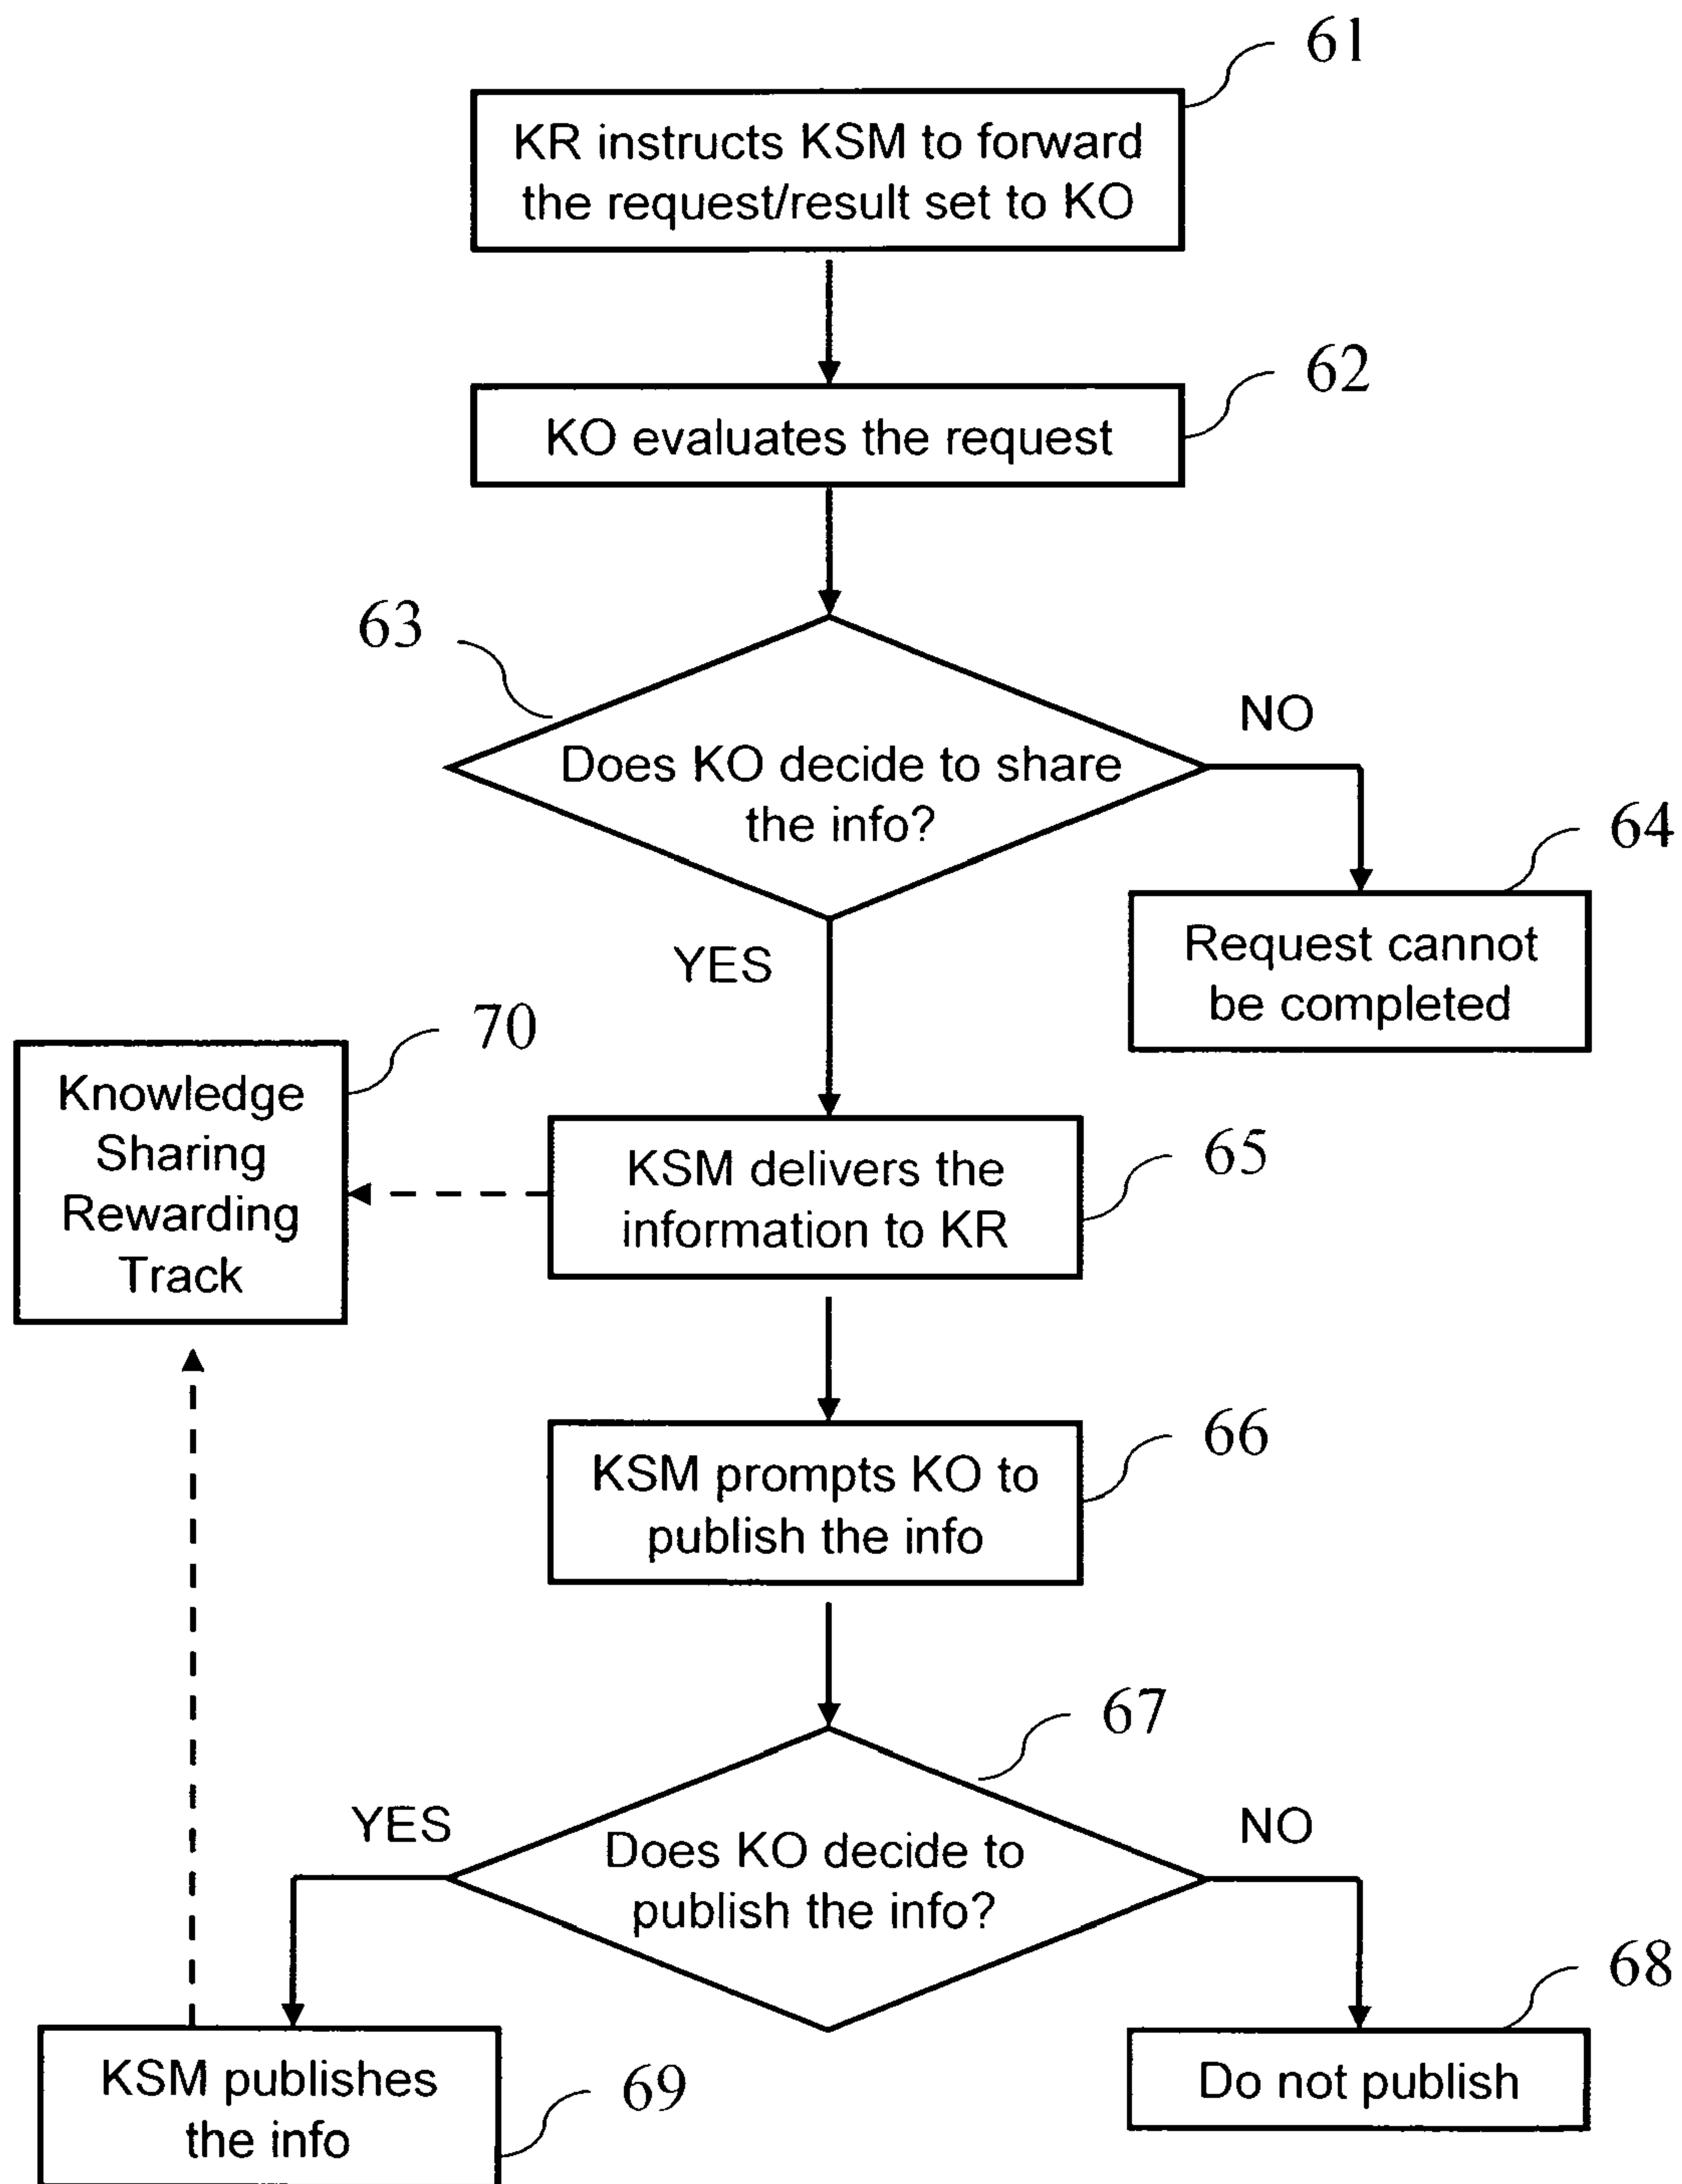 61
KR instructs KSM to forward
the request/result set to KO
62
KO evaluates the request
63
Does KO decide to share
the info?
NO
64
Request cannot
be completed
YES
70
Knowledge
Sharing
Rewarding
Track
65
KSM delivers the
information to KR
66
KSM prompts KO to
publish the info
67
Does KO decide to
publish the info?
YES
NO
68
Do not publish
69
KSM publishes
the info